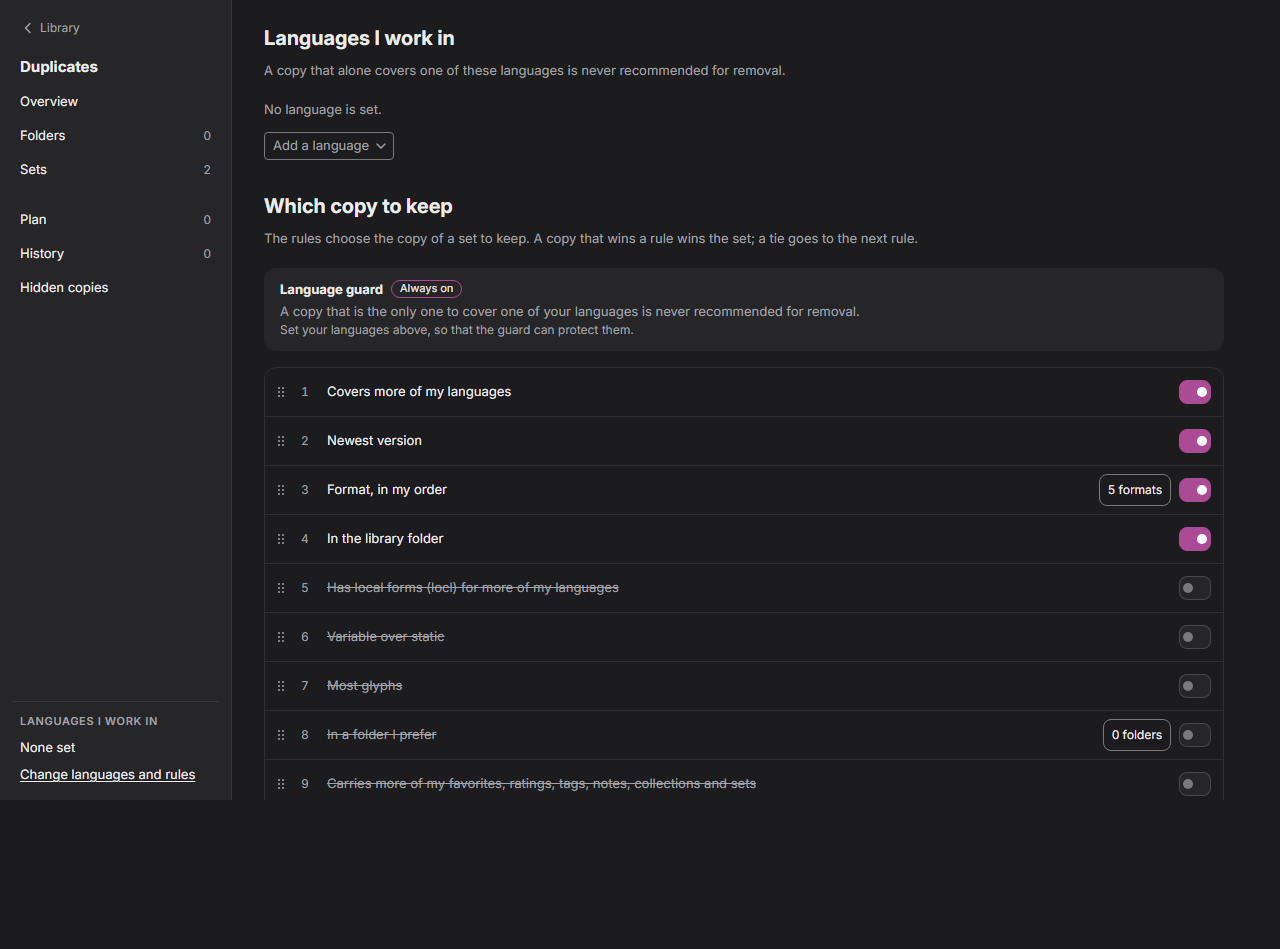 Library
Duplicates
Overview
Folders 0
Sets 2
Plan 0
History 0
Hidden copies
LANGUAGES I WORK IN
None set
Change languages and rules
Languages I work in
A copy that alone covers one of these languages is never recommended for removal.
No language is set.
Add a language
Which copy to keep
The rules choose the copy of a set to keep. A copy that wins a rule wins the set; a tie goes to the next rule.
Language guard Always on
A copy that is the only one to cover one of your languages is never recommended for removal.
Set your languages above, so that the guard can protect them.
1 Covers more of my languages
2 Newest version
3 Format, in my order 5 formats
4 In the library folder
5 Has local forms (locl) for more of my languages
6 Variable over static
7 Most glyphs
8 In a folder I prefer 0 folders
9 Carries more of my favorites, ratings, tags, notes, collections and sets